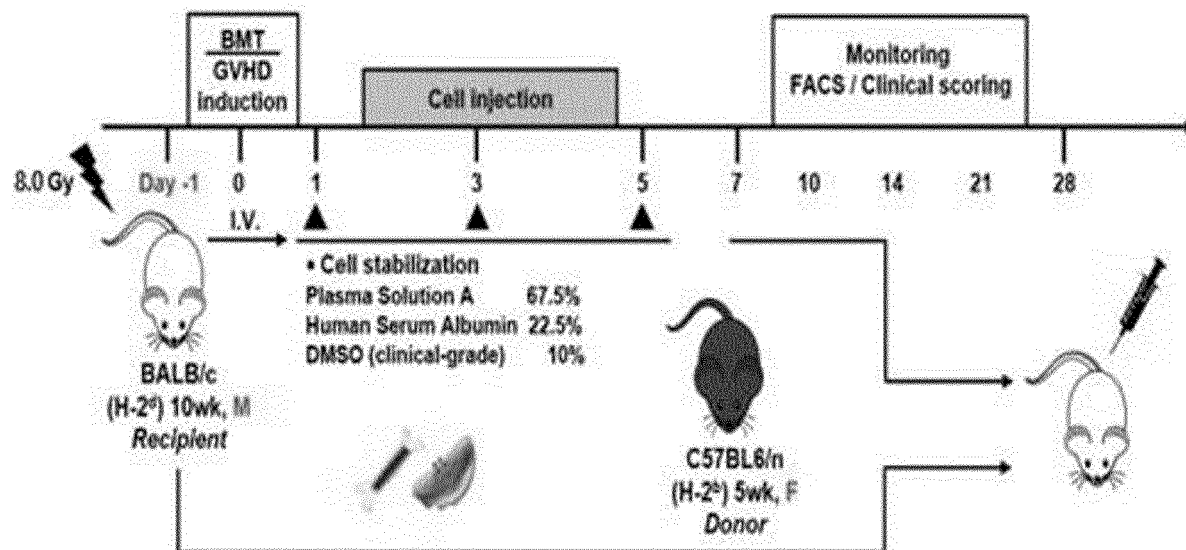 BMT
GVHD
induction
Cell injection
Monitoring
FACS / Clinical scoring
8.0 Gy
Day -1 0 1 3 5 7 10 14 21 28
I.V.
• Cell stabilization
Plasma Solution A 67.5%
Human Serum Albumin 22.5%
DMSO (clinical-grade) 10%
BALB/c
(H-2ᵈ) 10wk, M
Recipient
C57BL6/n
(H-2ᵇ) 5wk, F
Donor